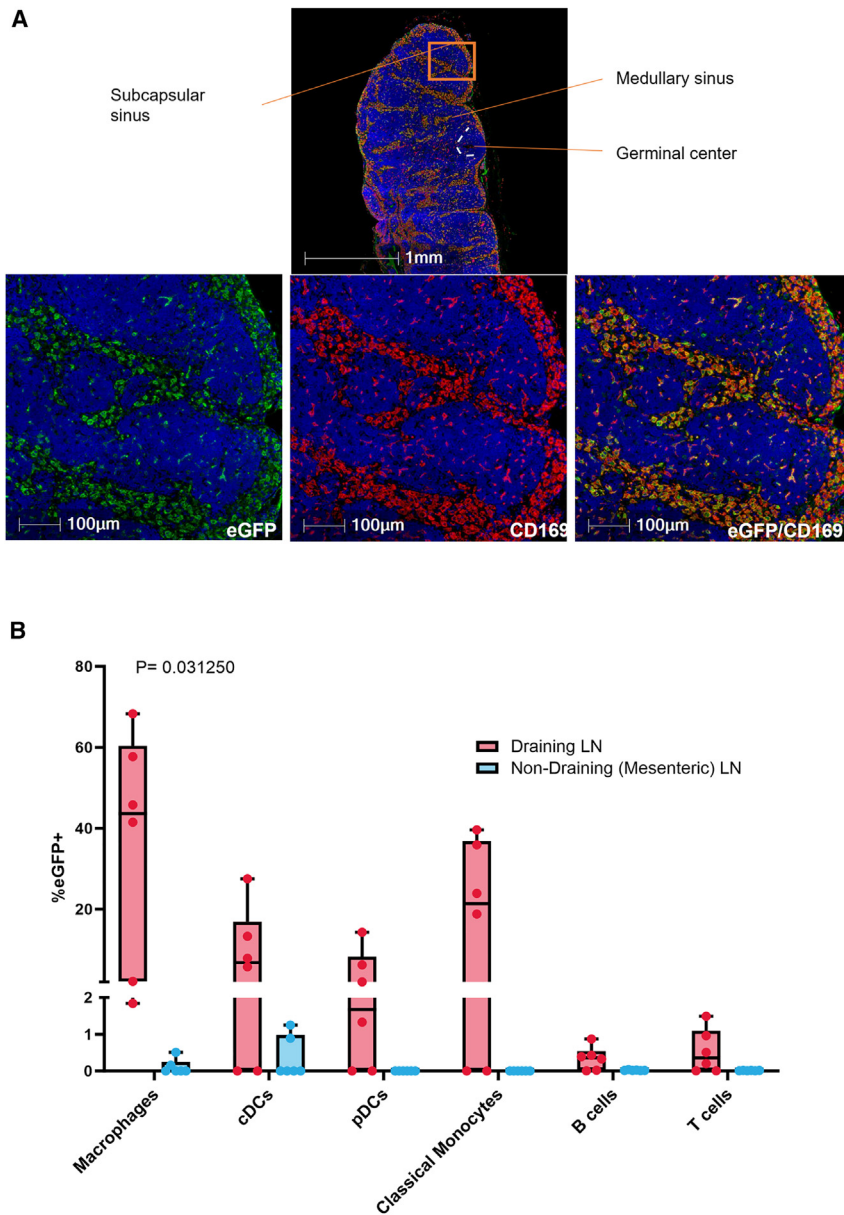 A
Subcapsular
sinus
Medullary sinus
Germinal center
1mm
100µm
eGFP
100µm
CD169
100µm
eGFP/CD169
B
P= 0.031250
80
60
40
20
2
1
0
%eGFP+
Draining LN
Non-Draining (Mesenteric) LN
Macrophages
cDCs
pDCs
Classical Monocytes
B cells
T cells